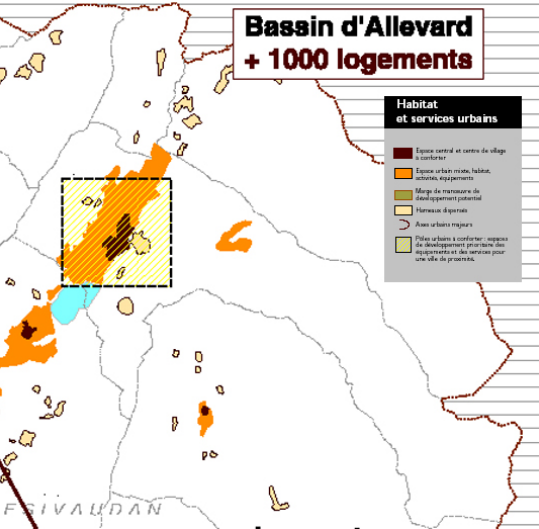 Bassin d'Allevard
+ 1000 logements
Habitat
et services urbains
Espace central et centre de village
à conforter
Espace urbain mixte, habitat,
activités, équipements
Marge de manoeuvre de
développement potentiel
Hameaux dispersés
Axes urbains majeurs
Pôles urbains à conforter : espaces
de développement prioritaire des
équipements et des services pour
une ville de proximité.
ESIVAUDAN